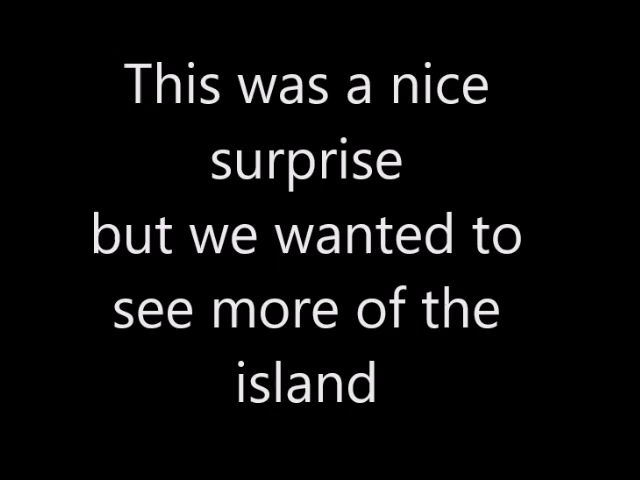 This was a nice
surprise
but we wanted to
see more of the
island